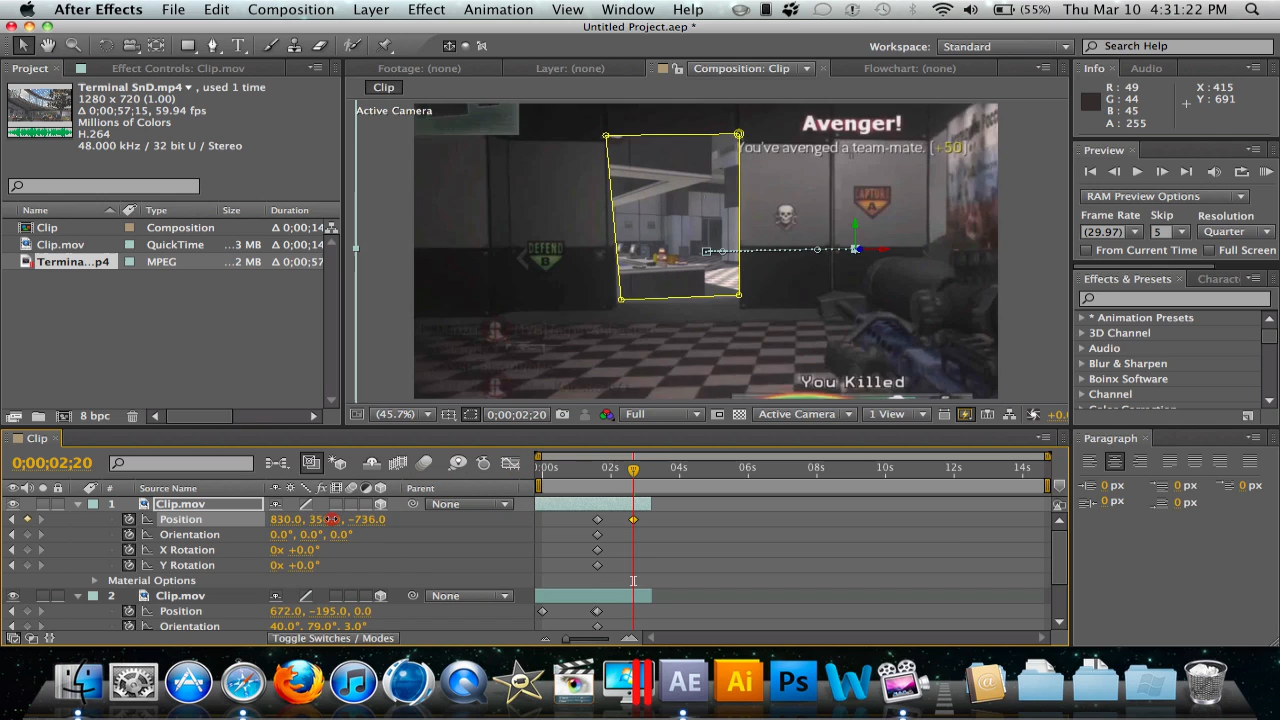 After Effects File Edit Composition Layer Effect Animation View Window Help (55%) Thu Mar 10 4:31:22 PM
Untitled Project.aep *
Workspace: Standard Search Help
Project Effect Controls: Clip.mov Footage: (none) Layer: (none) Composition: Clip Flowchart: (none) Info Audio
Terminal SnD.mp4 , used 1 time
1280 x 720 (1.00)
Δ 0;00;57;15, 59.94 fps
Millions of Colors
H.264
48.000 kHz / 32 bit U / Stereo
Clip
Active Camera
Avenger!
You've avenged a team-mate. (+50)
DEFEND
B
CAPTURE
A
You Killed
R : 49
G : 44
B : 45
A : 255
X : 415
Y : 691
Preview
RAM Preview Options
Frame Rate Skip Resolution
(29.97) 5 Quarter
From Current Time Full Screen
Effects & Presets
* Animation Presets
3D Channel
Audio
Blur & Sharpen
Boinx Software
Channel
Name Type Size Duration
Clip Composition Δ 0;00;14
Clip.mov QuickTime ...3 MB Δ 0;00;14
Termina...p4 MPEG ...2 MB Δ 0;00;57
8 bpc
(45.7%) 0;00;02;20 Full Active Camera 1 View +0.
Clip
0;00;02;20
:00s 02s 04s 06s 08s 10s 12s 14s
# Source Name fx Parent
1 Clip.mov None
Position 830.0, 35 , -736.0
Orientation 0.0°, 0.0°, 0.0°
X Rotation 0x +0.0°
Y Rotation 0x +0.0°
Material Options
2 Clip.mov None
Position 672.0, -195.0, 0.0
Orientation 40.0°, 79.0°, 3.0°
Toggle Switches / Modes
Paragraph
0 px 0 px 0 px
0 px 0 px
AE Ai Ps W